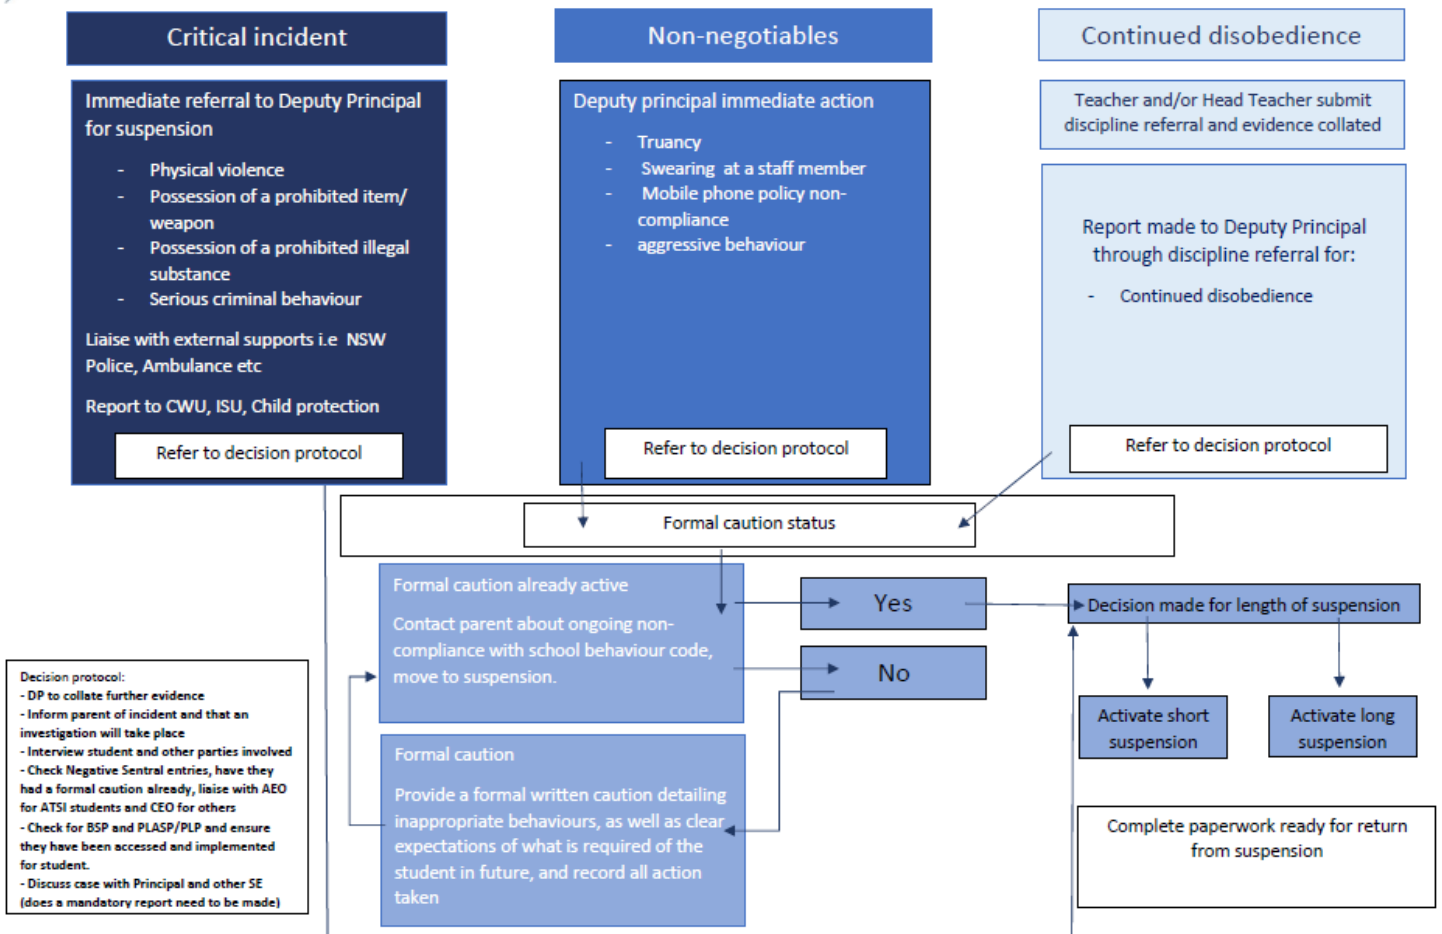 Critical incident
Immediate referral to Deputy Principal
for suspension
- Physical violence
- Possession of a prohibited item/
weapon
- Possession of a prohibited illegal
substance
- Serious criminal behaviour
Liaise with external supports i.e NSW
Police, Ambulance etc
Report to CWU, ISU, Child protection
Refer to decision protocol
Non-negotiables
Deputy principal immediate action
- Truancy
- Swearing at a staff member
- Mobile phone policy non-
compliance
- aggressive behaviour
Refer to decision protocol
Continued disobedience
Teacher and/or Head Teacher submit
discipline referral and evidence collated
Report made to Deputy Principal
through discipline referral for:
- Continued disobedience
Refer to decision protocol
Formal caution status
Formal caution already active
Contact parent about ongoing non-
compliance with school behaviour code,
move to suspension.
Yes
No
Decision made for length of suspension
Activate short
suspension
Activate long
suspension
Formal caution
Provide a formal written caution detailing
inappropriate behaviours, as well as clear
expectations of what is required of the
student in future, and record all action
taken
Complete paperwork ready for return
from suspension
Decision protocol:
- DP to collate further evidence
- Inform parent of incident and that an
investigation will take place
- Interview student and other parties involved
- Check Negative Sentral entries, have they
had a formal caution already, liaise with AEO
for ATSI students and CEO for others
- Check for BSP and PLASP/PLP and ensure
they have been accessed and implemented
for student.
- Discuss case with Principal and other SE
(does a mandatory report need to be made)